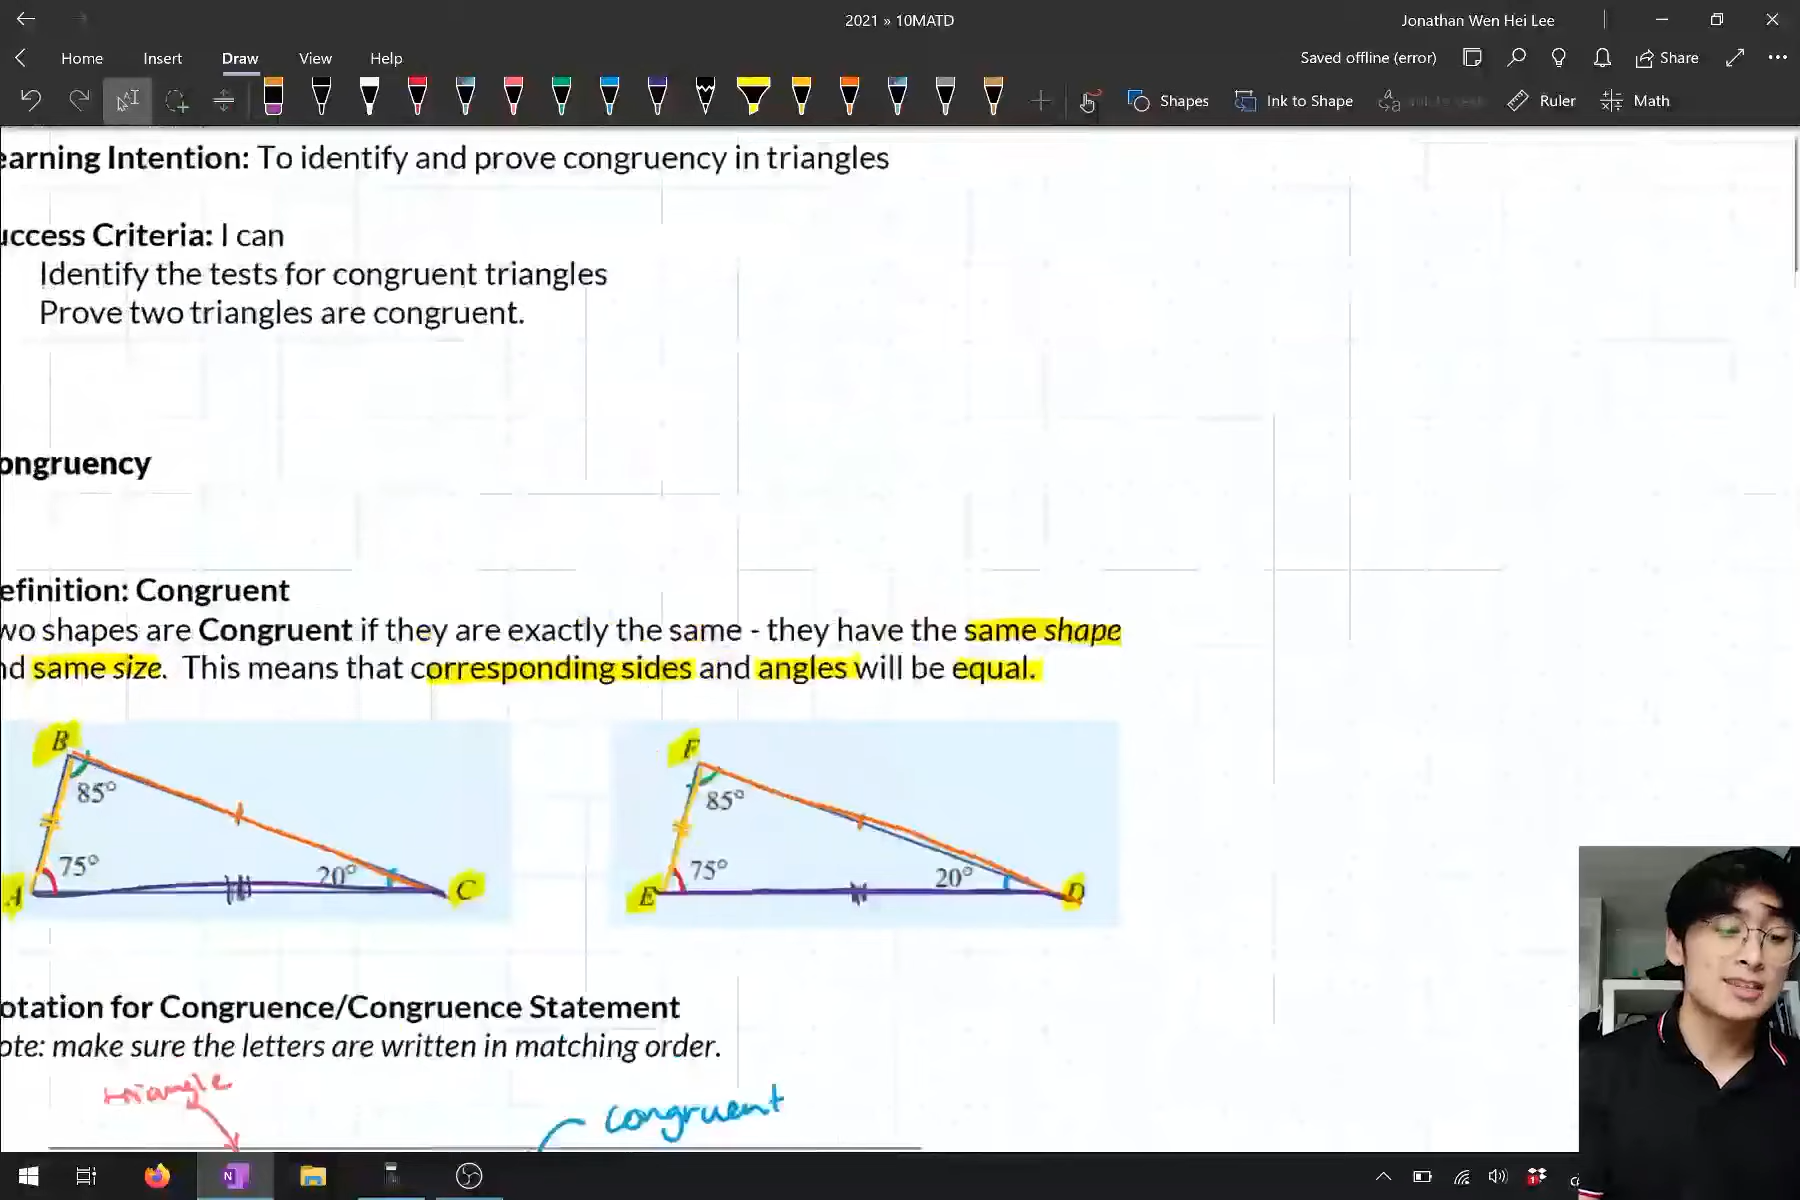 2021 » 10MATD
Jonathan Wen Hei Lee
Home Insert Draw View Help
Saved offline (error) Share
Shapes Ink to Shape Ruler Math
earning Intention: To identify and prove congruency in triangles
uccess Criteria: I can
Identify the tests for congruent triangles
Prove two triangles are congruent.
ongruency
efinition: Congruent
wo shapes are Congruent if they are exactly the same - they have the same shape
nd same size. This means that corresponding sides and angles will be equal.
B
85°
75°
20°
A
C
F
85°
75°
20°
E
D
otation for Congruence/Congruence Statement
ote: make sure the letters are written in matching order.
triangle
congruent